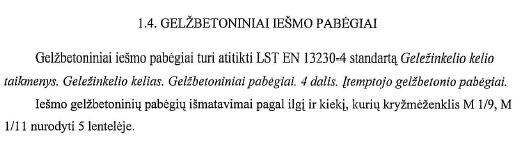 1.4. GELŽBETONINIAI IEŠMO PABĖGIAI
Gelžbetoniniai iešmo pabėgiai turi atitikti LST EN 13230-4 standartą Geležinkelio kelio
taikmenys. Geležinkelio kelias. Gelžbetoniniai pabėgiai. 4 dalis. Įtemptojo gelžbetonio pabėgiai.
Iešmo gelžbetoninių pabėgių išmatavimai pagal ilgį ir kiekį, kurių kryžmėženklis M 1/9, M
1/11 nurodyti 5 lentelėje.